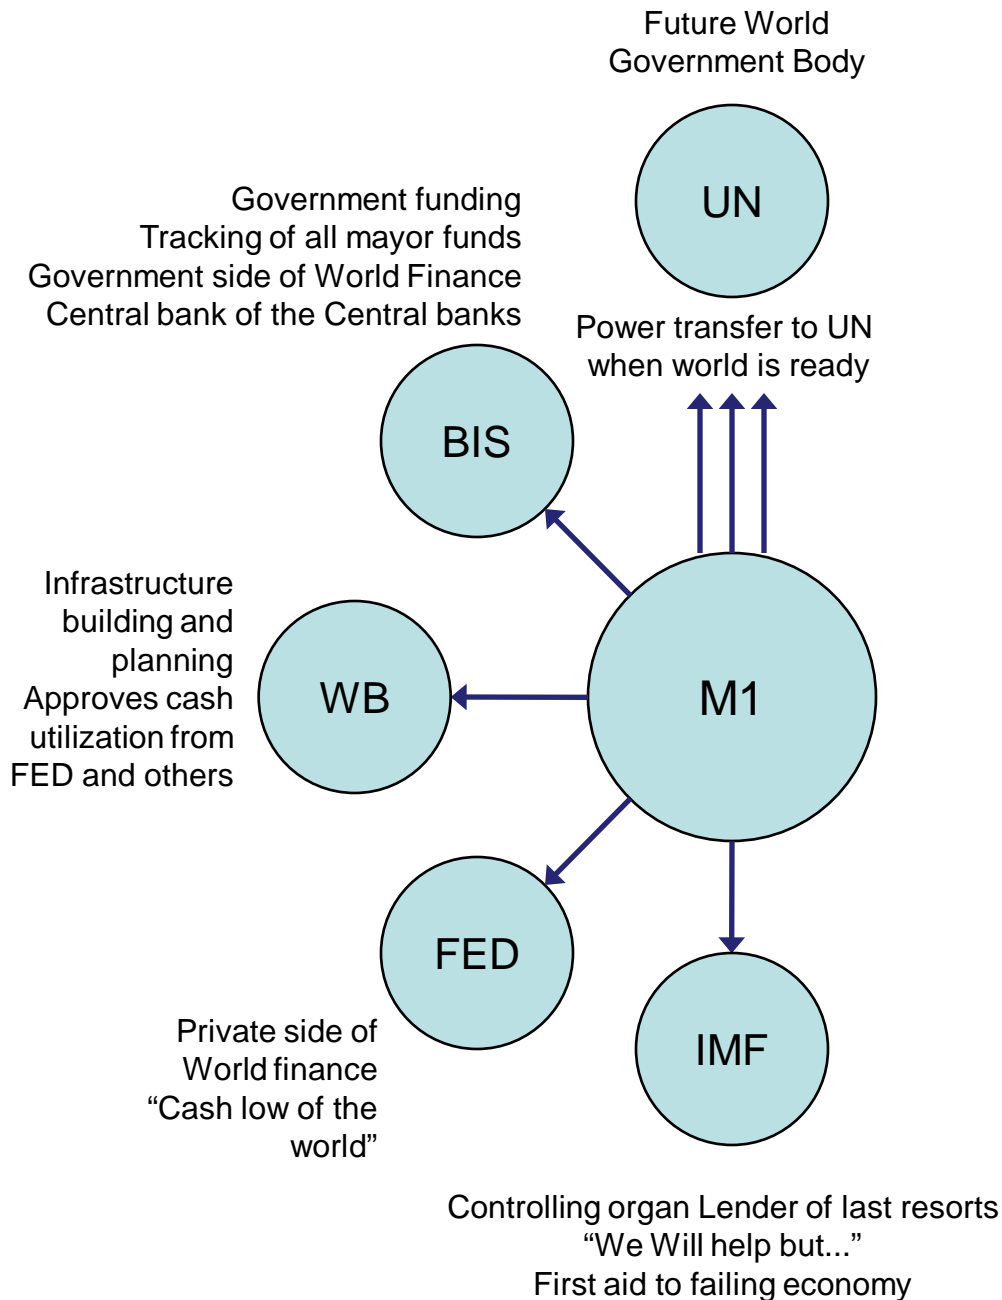 Future World
Government Body
UN
Government funding
Tracking of all mayor funds
Government side of World Finance
Central bank of the Central banks
Power transfer to UN
when world is ready
BIS
Infrastructure
building and
planning
Approves cash
utilization from
FED and others
WB
M1
FED
Private side of
World finance
“Cash low of the
world”
IMF
Controlling organ Lender of last resorts
“We Will help but...”
First aid to failing economy